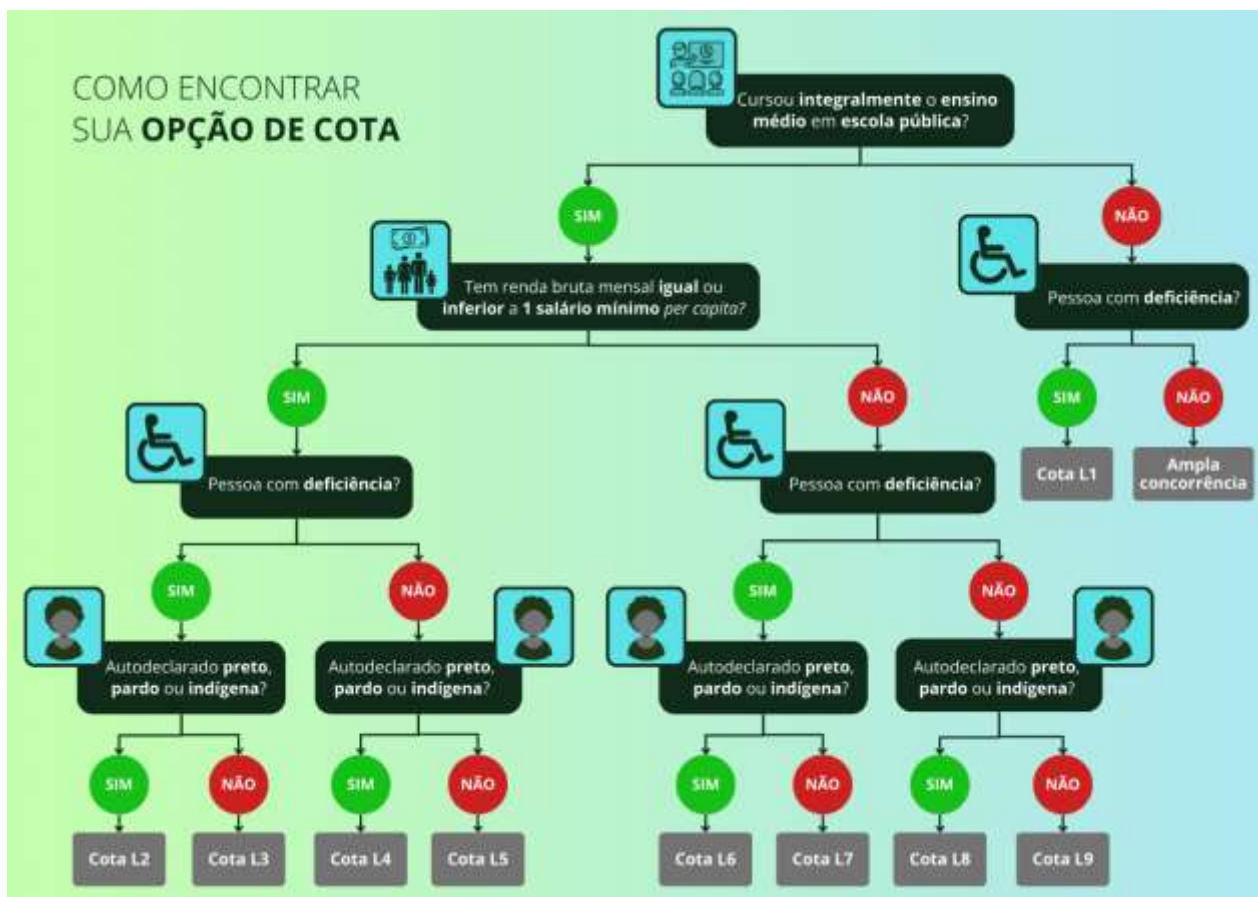 COMO ENCONTRAR
SUA OPÇÃO DE COTA
Cursou integralmente o ensino
médio em escola pública?
SIM
NÃO
Tem renda bruta mensal igual ou
inferior a 1 salário mínimo per capita?
Pessoa com deficiência?
SIM
NÃO
SIM
NÃO
Pessoa com deficiência?
Pessoa com deficiência?
Cota L1
Ampla
concorrência
SIM
NÃO
SIM
NÃO
Autodeclarado preto,
pardo ou indígena?
Autodeclarado preto,
pardo ou indígena?
Autodeclarado preto,
pardo ou indígena?
Autodeclarado preto,
pardo ou indígena?
SIM
NÃO
SIM
NÃO
SIM
NÃO
SIM
NÃO
Cota L2
Cota L3
Cota L4
Cota L5
Cota L6
Cota L7
Cota L8
Cota L9